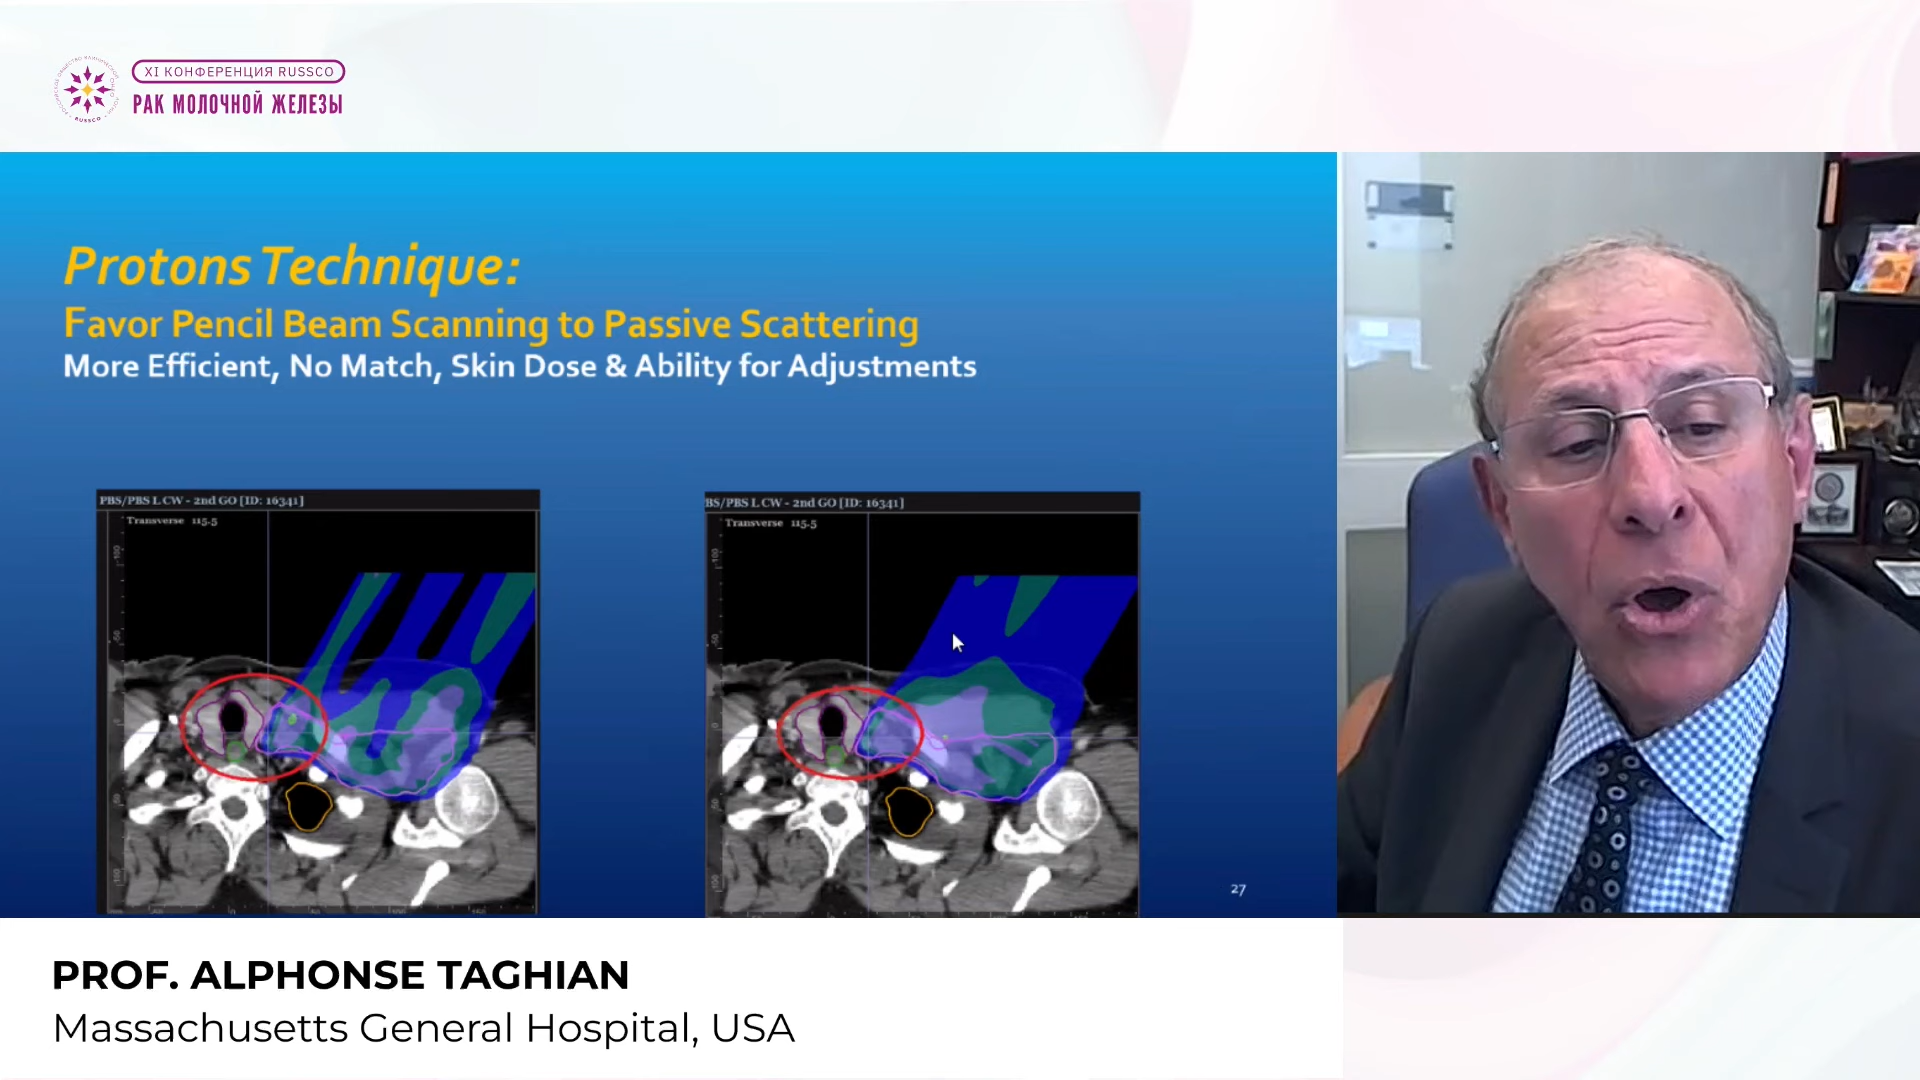 XI КОНФЕРЕНЦИЯ RUSSCO
РАК МОЛОЧНОЙ ЖЕЛЕЗЫ
RUSSCO
Protons Technique:
Favor Pencil Beam Scanning to Passive Scattering
More Efficient, No Match, Skin Dose & Ability for Adjustments
PBS/PBS L CW - 2nd GO [ID: 16341]
Transverse 115.5
BS/PBS L CW - 2nd GO [ID: 16341]
Transverse 115.5
27
PROF. ALPHONSE TAGHIAN
Massachusetts General Hospital, USA